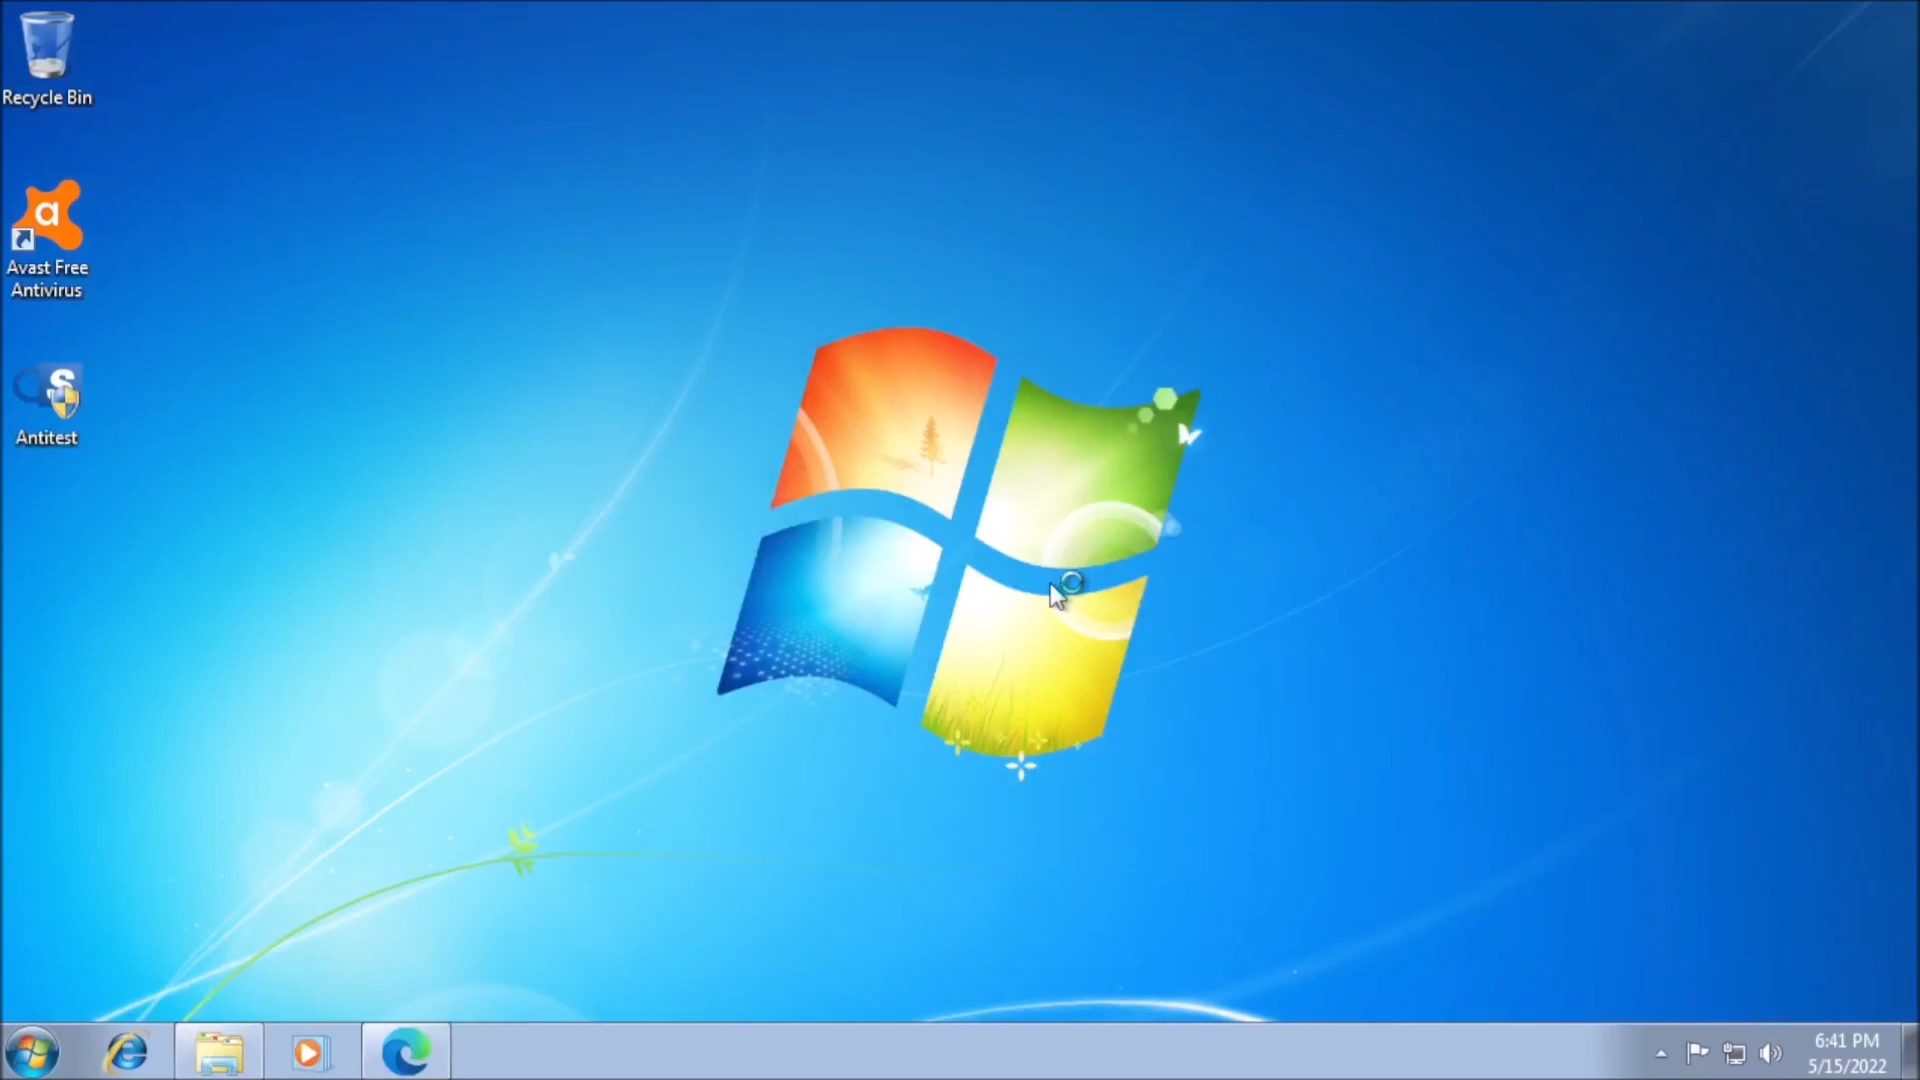 Recycle Bin
a
Avast Free
Antivirus
S
Antitest
6:41 PM
5/15/2022